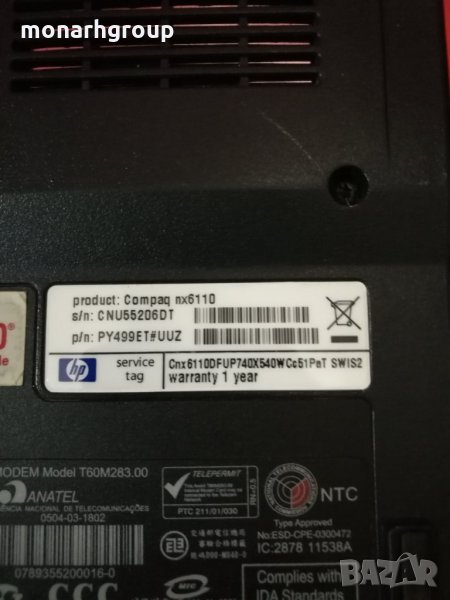 monarhgroup
product: Compaq nx6110
s/n: CNU55206DT
p/n: PY499ET#UUZ
hp
service tag
Cnx6110DFUP740X540WCc51PaT SWIS2
warranty 1 year
MODEM Model T60M283.00
ANATEL
0504-03-1802
0789355200016-0
TELEPERMIT
PTC 211/01/030
NTC
Type Approved
No:ESD-CPE-0300472
IC:2878 11538A
Complies with
IDA Standards
BAZAR